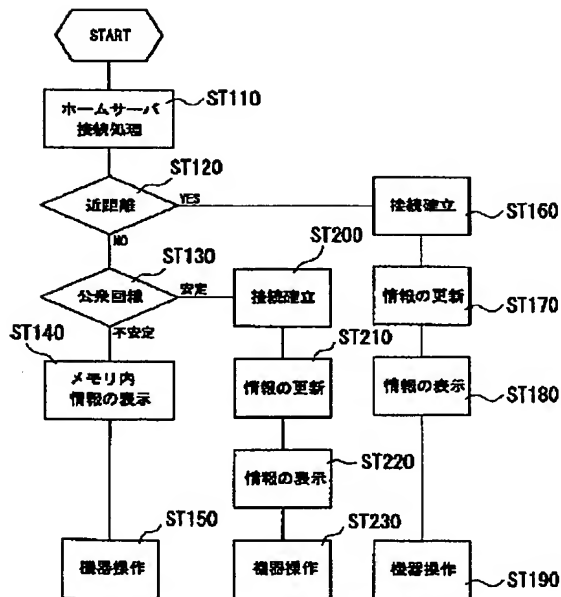 START
ホームサーバ
接続処理
ST110
近距離
ST120
YES
NO
接続確立
ST160
公衆回線
ST130
安定
不安定
接続確立
ST200
情報の更新
ST170
メモリ内
情報の表示
ST140
情報の更新
ST210
情報の表示
ST180
情報の表示
ST220
機器操作
ST150
機器操作
ST230
機器操作
ST190